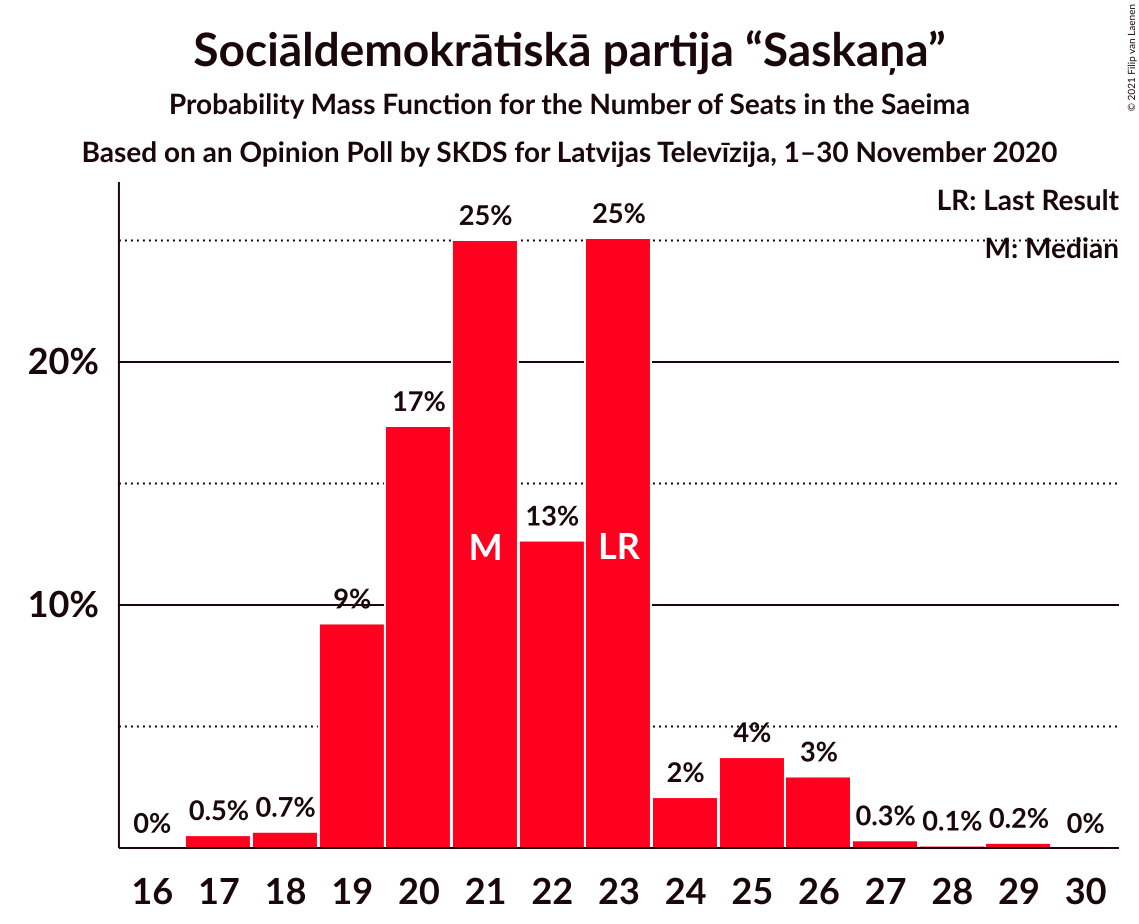 Sociāldemokrātiskā partija “Saskaņa”
Probability Mass Function for the Number of Seats in the Saeima
Based on an Opinion Poll by SKDS for Latvijas Televīzija, 1–30 November 2020
© 2021 Filip van Laenen
LR: Last Result
M: Median
20%
10%
0%
0.5%
0.7%
9%
17%
25%
13%
25%
2%
4%
3%
0.3%
0.1%
0.2%
0%
M
LR
16 17 18 19 20 21 22 23 24 25 26 27 28 29 30